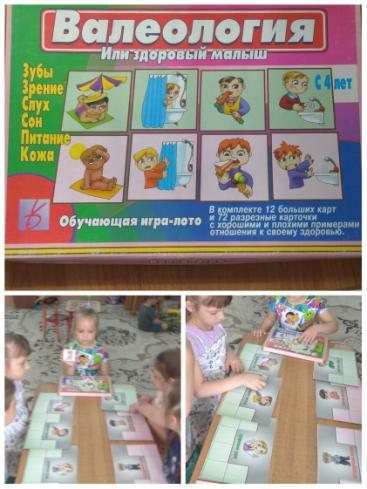 Валеология
Или здоровый малыш
Зубы
Зрение
Слух
Сон
Питание
Кожа
С 4 лет
Обучающая игра-лото
В комплекте 12 больших карт
и 72 разрезные карточки
с хорошими и плохими примерами
отношения к своему здоровью.